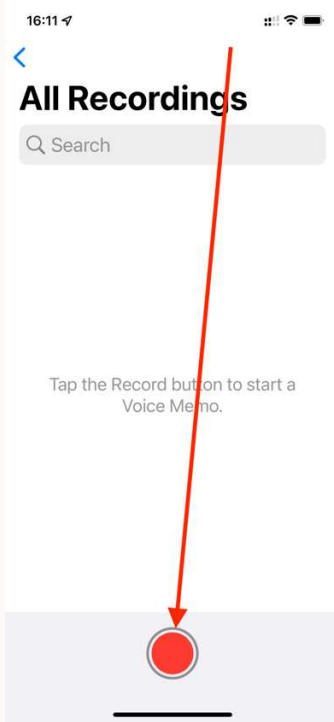 16:11
All Recordings
Search
Tap the Record button to start a
Voice Memo.